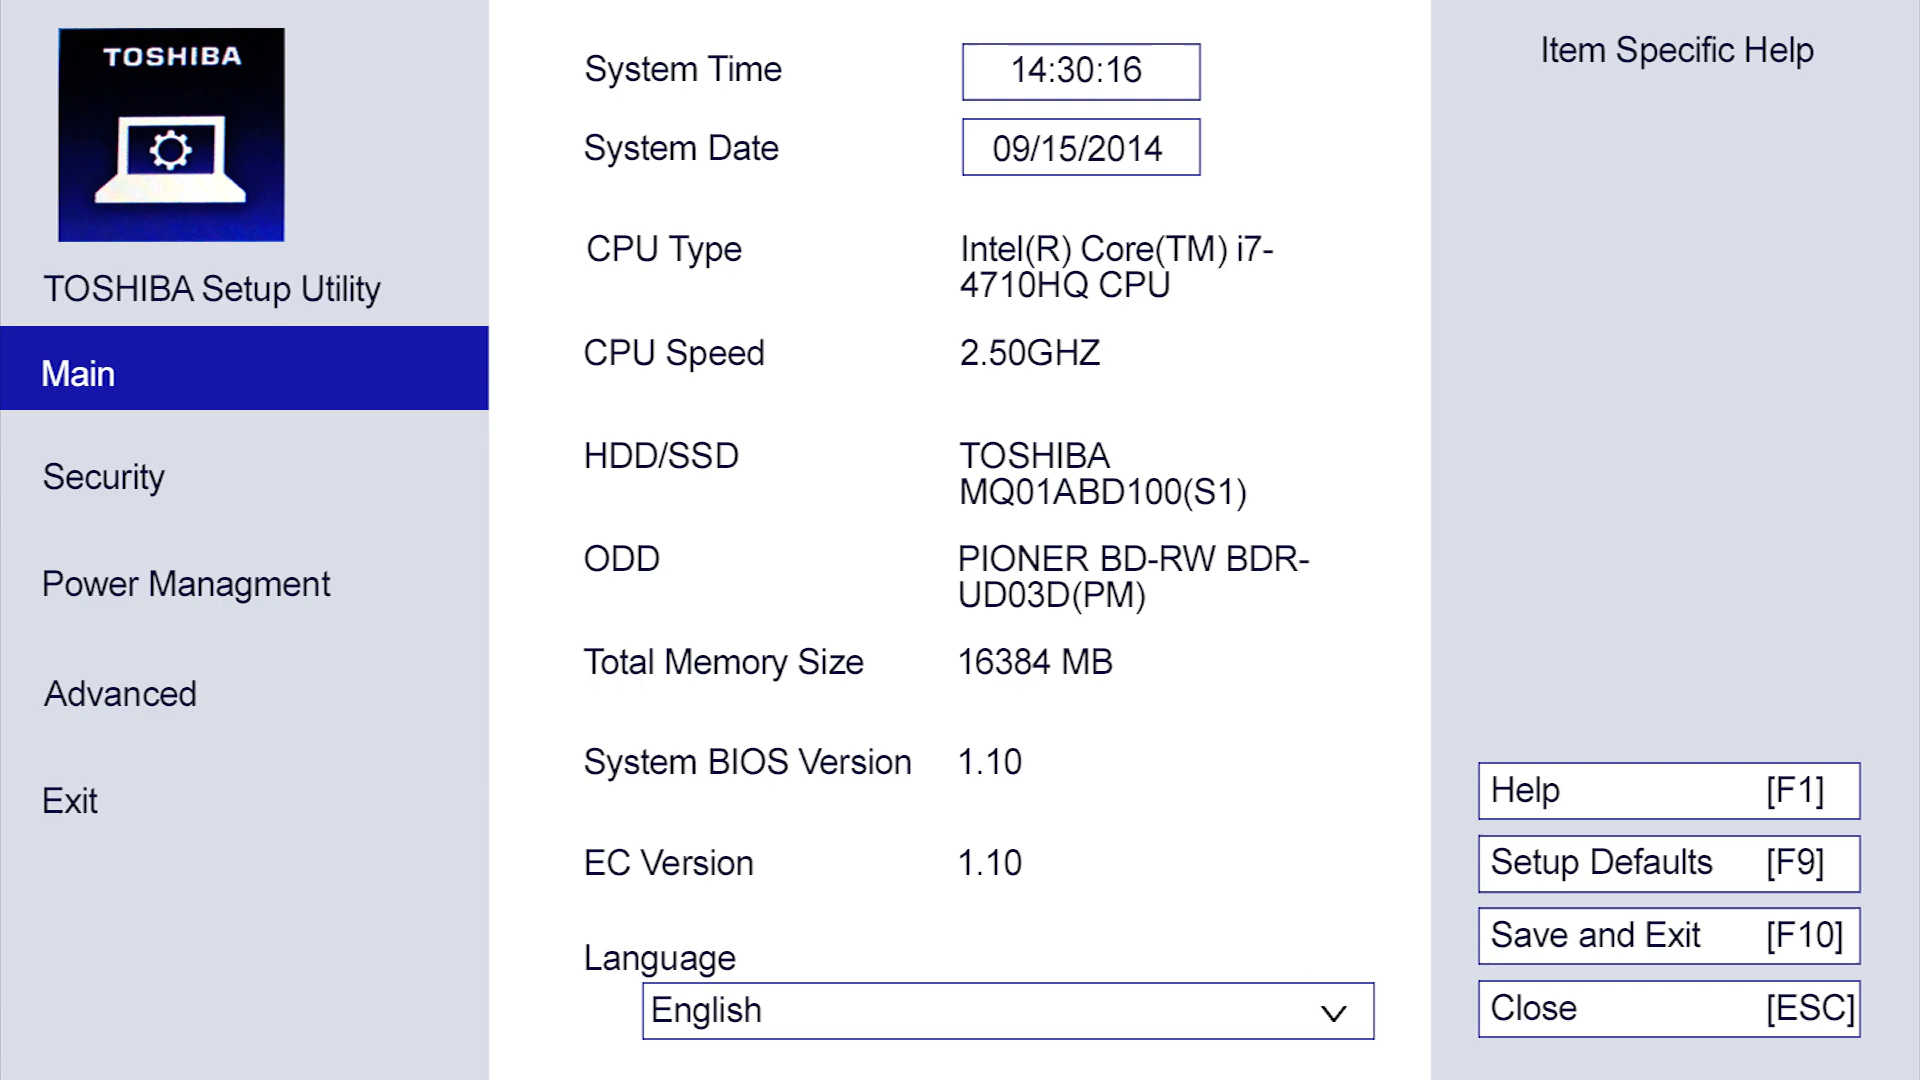 TOSHIBA
TOSHIBA Setup Utility
Main
Security
Power Managment
Advanced
Exit
System Time 14:30:16
System Date 09/15/2014
CPU Type Intel(R) Core(TM) i7-
4710HQ CPU
CPU Speed 2.50GHZ
HDD/SSD TOSHIBA
MQ01ABD100(S1)
ODD PIONER BD-RW BDR-
UD03D(PM)
Total Memory Size 16384 MB
System BIOS Version 1.10
EC Version 1.10
Language
English
Item Specific Help
Help [F1]
Setup Defaults [F9]
Save and Exit [F10]
Close [ESC]